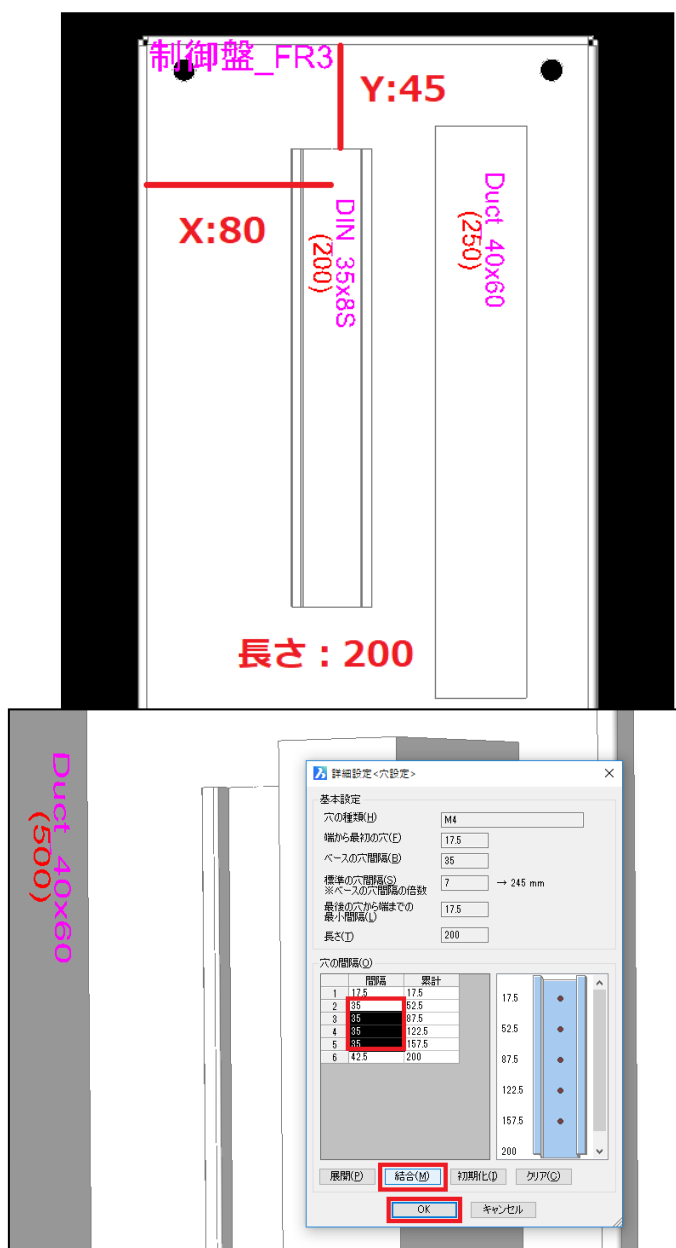 制御盤_FR3
Y:45
X:80
DIN_35x8S
(200)
Duct_40x60
(250)
長さ：200
Duct_40x60
(500)
詳細設定<穴設定>
基本設定
穴の種類(H) M4
端から最初の穴(F) 17.5
ベースの穴間隔(B) 35
標準の穴間隔(S) 7 → 245 mm
※ベースの穴間隔の倍数
最後の穴から端までの
最小間隔(L) 17.5
長さ(T) 200
穴の間隔(O)
間隔 累計
1 17.5 17.5
2 35 52.5
3 35 87.5
4 35 122.5
5 35 157.5
6 42.5 200
17.5
52.5
87.5
122.5
157.5
200
展開(P) 結合(M) 初期化(I) クリア(C)
OK キャンセル